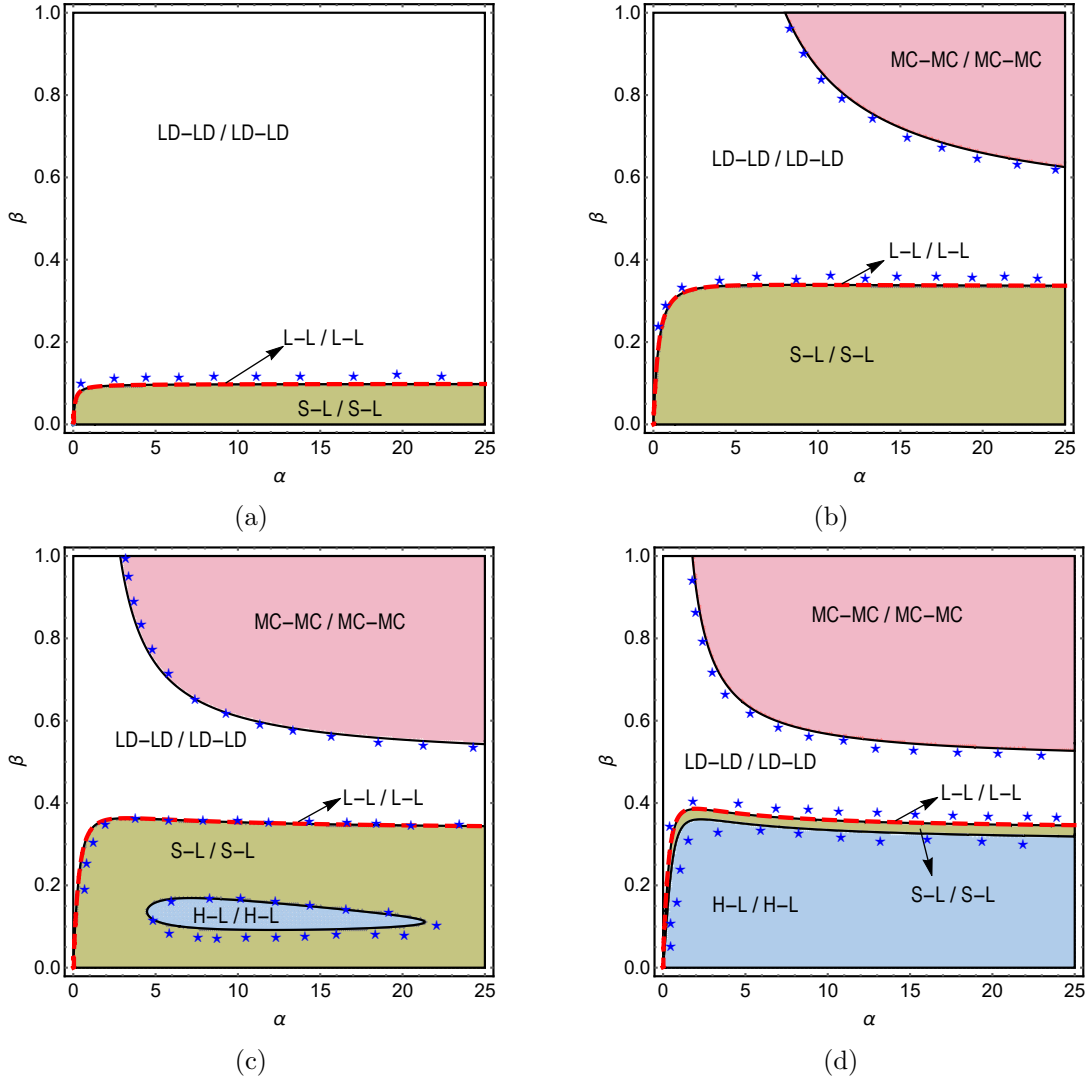 1.0
0.8
0.6
0.4
0.2
0.0
β
LD–LD / LD–LD
L–L / L–L
S–L / S–L
0 5 10 15 20 25
α
(a)
1.0
0.8
0.6
0.4
0.2
0.0
β
MC–MC / MC–MC
LD–LD / LD–LD
L–L / L–L
S–L / S–L
0 5 10 15 20 25
α
(b)
1.0
0.8
0.6
0.4
0.2
0.0
β
MC–MC / MC–MC
LD–LD / LD–LD
L–L / L–L
S–L / S–L
H–L / H–L
0 5 10 15 20 25
α
(c)
1.0
0.8
0.6
0.4
0.2
0.0
β
MC–MC / MC–MC
LD–LD / LD–LD
L–L / L–L
S–L / S–L
H–L / H–L
0 5 10 15 20 25
α
(d)